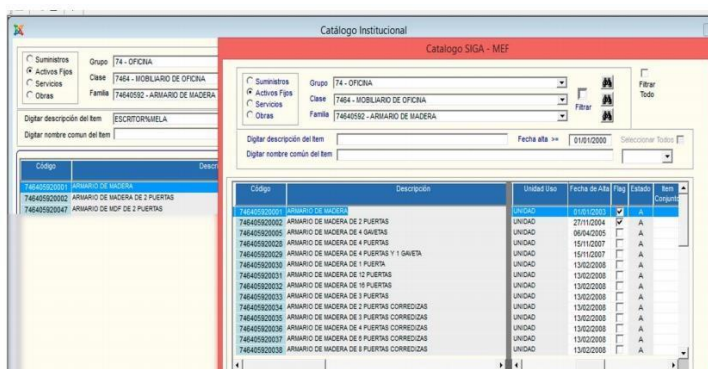 Catálogo Institucional
Suministros
Activos Fijos
Servicios
Obras
Grupo 74 - OFICINA
Clase 7464 - MOBILIARIO DE OFICINA
Familia 74640592 - ARMARIO DE MADERA
Digitar descripción del Item ESCRITOR%MELA
Digitar nombre comun del Item
Código Descri
746405920001 ARMARIO DE MADERA
746405920002 ARMARIO DE MADERA DE 2 PUERTAS
746405920047 ARMARIO DE MDF DE 2 PUERTAS
Catalogo SIGA - MEF
Suministros
Activos Fijos
Servicios
Obras
Grupo 74 - OFICINA
Clase 7464 - MOBILIARIO DE OFICINA
Familia 74640592 - ARMARIO DE MADERA
Filtrar
Filtrar Todo
Digitar descripción del Item Fecha alta >= 01/01/2000 Seleccionar Todos
Digitar nombre común del Item
Código Descripción Unidad Uso Fecha de Alta Flag Estado Item Conjunto
746405920001 ARMARIO DE MADERA UNIDAD 01/01/2003 A
746405920002 ARMARIO DE MADERA DE 2 PUERTAS UNIDAD 27/11/2004 A
746405920005 ARMARIO DE MADERA DE 4 GAVETAS UNIDAD 06/04/2005 A
746405920028 ARMARIO DE MADERA DE 4 PUERTAS UNIDAD 15/11/2007 A
746405920029 ARMARIO DE MADERA DE 4 PUERTAS Y 1 GAVETA UNIDAD 15/11/2007 A
746405920030 ARMARIO DE MADERA DE 1 PUERTA UNIDAD 13/02/2008 A
746405920031 ARMARIO DE MADERA DE 12 PUERTAS UNIDAD 13/02/2008 A
746405920032 ARMARIO DE MADERA DE 16 PUERTAS UNIDAD 13/02/2008 A
746405920033 ARMARIO DE MADERA DE 3 PUERTAS UNIDAD 13/02/2008 A
746405920034 ARMARIO DE MADERA DE 2 PUERTAS CORREDIZAS UNIDAD 13/02/2008 A
746405920035 ARMARIO DE MADERA DE 3 PUERTAS CORREDIZAS UNIDAD 13/02/2008 A
746405920036 ARMARIO DE MADERA DE 4 PUERTAS CORREDIZAS UNIDAD 13/02/2008 A
746405920037 ARMARIO DE MADERA DE 6 PUERTAS CORREDIZAS UNIDAD 13/02/2008 A
746405920038 ARMARIO DE MADERA DE 8 PUERTAS CORREDIZAS UNIDAD 13/02/2008 A